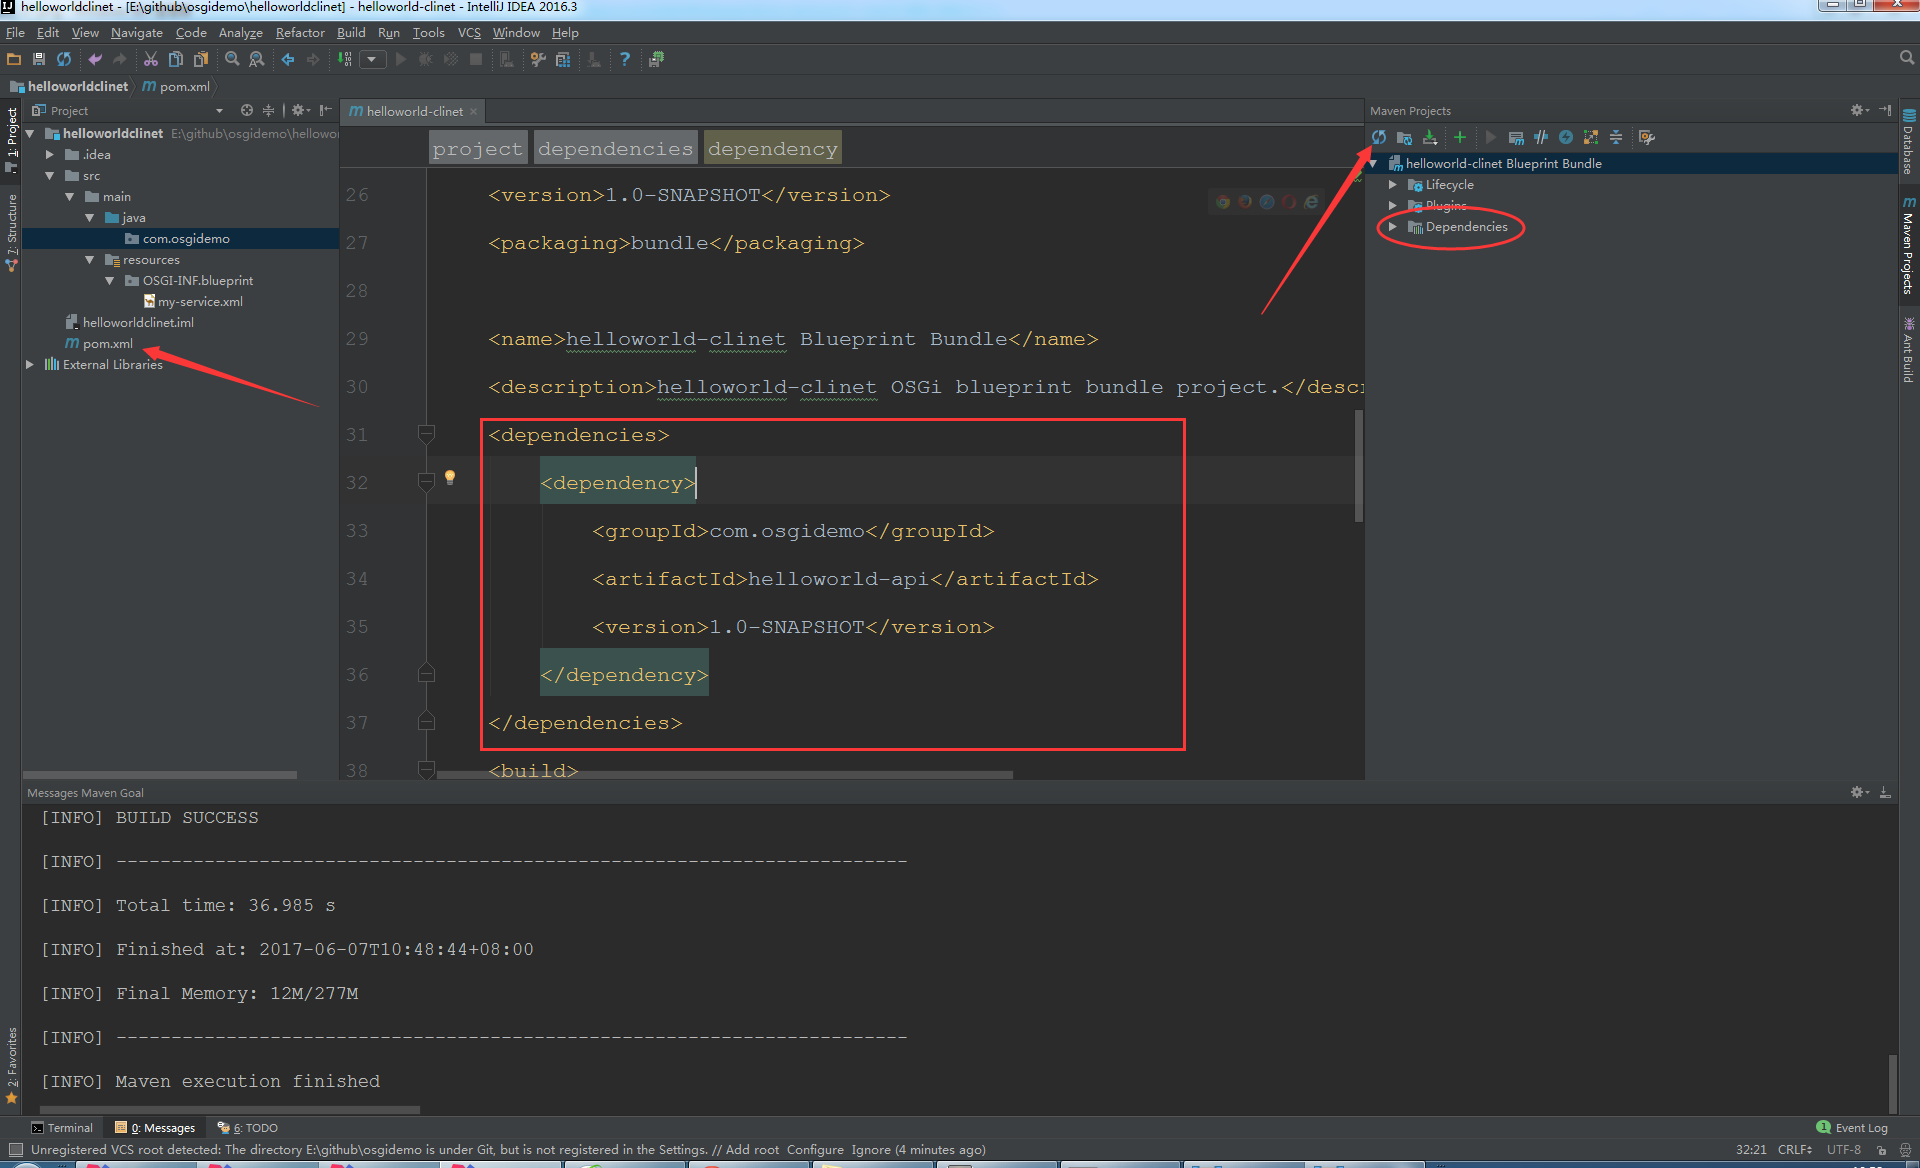 helloworldclinet - [E:\github\osgidemo\helloworldclinet] - helloworld-clinet - IntelliJ IDEA 2016.3
File Edit View Navigate Code Analyze Refactor Build Run Tools VCS Window Help
helloworldclinet pom.xml
Project
helloworld-clinet
Maven Projects
helloworldclinet E:\github\osgidemo\hellowo
.idea
src
main
java
com.osgidemo
resources
OSGI-INF.blueprint
my-service.xml
helloworldclinet.iml
pom.xml
External Libraries
project dependencies dependency
26 <version>1.0-SNAPSHOT</version>
27 <packaging>bundle</packaging>
28
29 <name>helloworld-clinet Blueprint Bundle</name>
30 <description>helloworld-clinet OSGi blueprint bundle project.</descr
31 <dependencies>
32 <dependency>
33 <groupId>com.osgidemo</groupId>
34 <artifactId>helloworld-api</artifactId>
35 <version>1.0-SNAPSHOT</version>
36 </dependency>
37 </dependencies>
38 <build>
helloworld-clinet Blueprint Bundle
Lifecycle
Plugins
Dependencies
1: Project
7: Structure
2: Favorites
Database
Maven Projects
Ant Build
Messages Maven Goal
[INFO] BUILD SUCCESS
[INFO] ------------------------------------------------------------------------
[INFO] Total time: 36.985 s
[INFO] Finished at: 2017-06-07T10:48:44+08:00
[INFO] Final Memory: 12M/277M
[INFO] ------------------------------------------------------------------------
[INFO] Maven execution finished
Terminal 0: Messages 6: TODO
1 Event Log
Unregistered VCS root detected: The directory E:\github\osgidemo is under Git, but is not registered in the Settings. // Add root Configure Ignore (4 minutes ago)
32:21 CRLF UTF-8